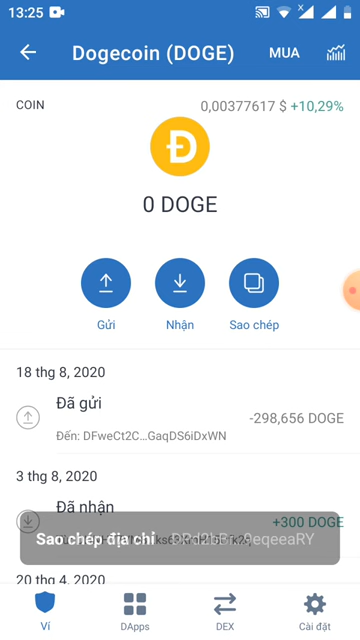 13:25
Dogecoin (DOGE)
MUA
COIN
0,00377617 $ +10,29%
0 DOGE
Gửi
Nhận
Sao chép
18 thg 8, 2020
Đã gửi
-298,656 DOGE
Đến: DFweCt2C...GaqDS6iDxWN
3 thg 8, 2020
Đã nhận
+300 DOGE
Sao chép địa chỉ
20 thg 4, 2020
Ví
DApps
DEX
Cài đặt